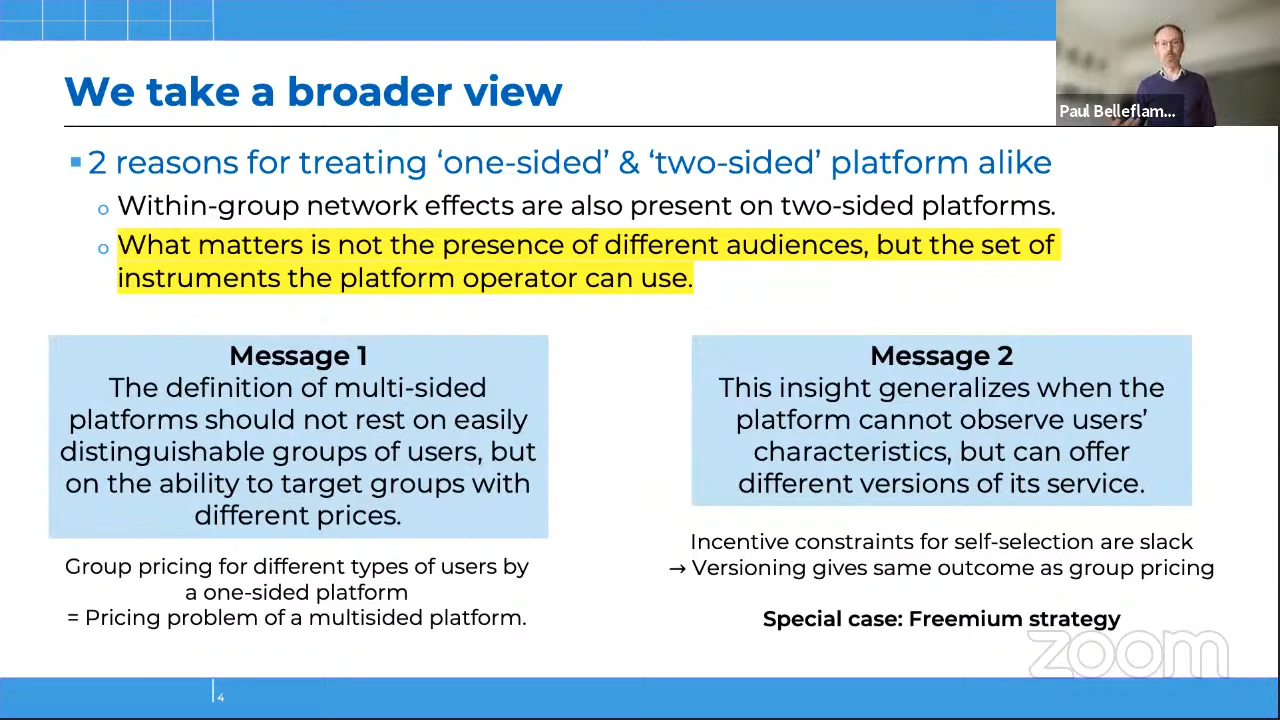 We take a broader view
Paul Belleflam...
▪ 2 reasons for treating ‘one-sided’ & ‘two-sided’ platform alike
o Within-group network effects are also present on two-sided platforms.
o What matters is not the presence of different audiences, but the set of
instruments the platform operator can use.
Message 1
The definition of multi-sided
platforms should not rest on easily
distinguishable groups of users, but
on the ability to target groups with
different prices.
Group pricing for different types of users by
a one-sided platform
= Pricing problem of a multisided platform.
Message 2
This insight generalizes when the
platform cannot observe users’
characteristics, but can offer
different versions of its service.
Incentive constraints for self-selection are slack
→ Versioning gives same outcome as group pricing
Special case: Freemium strategy
zoom
4